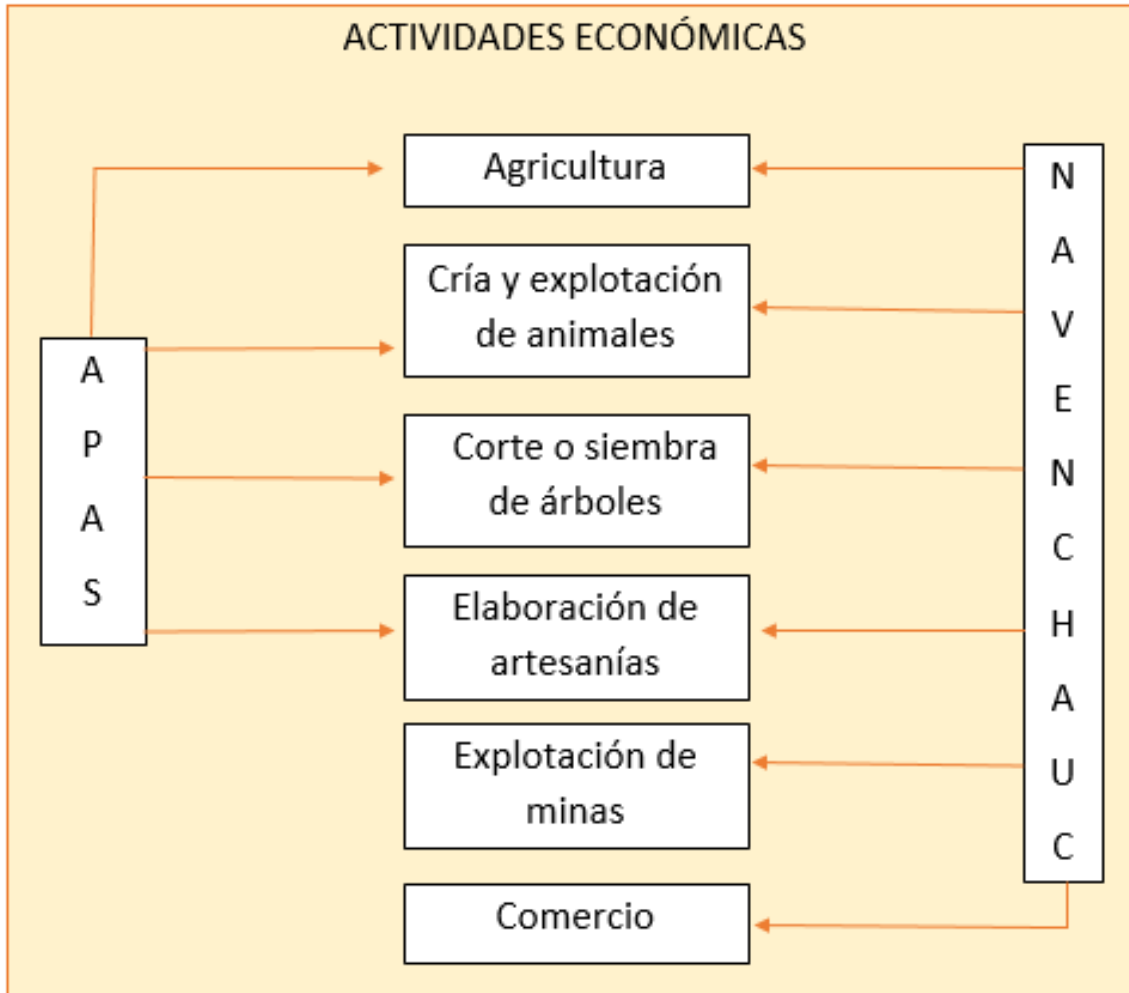 ACTIVIDADES ECONÓMICAS
Agricultura
Cría y explotación
de animales
Corte o siembra
de árboles
Elaboración de
artesanías
Explotación de
minas
Comercio
A
P
A
S
N
A
V
E
N
C
H
A
U
C